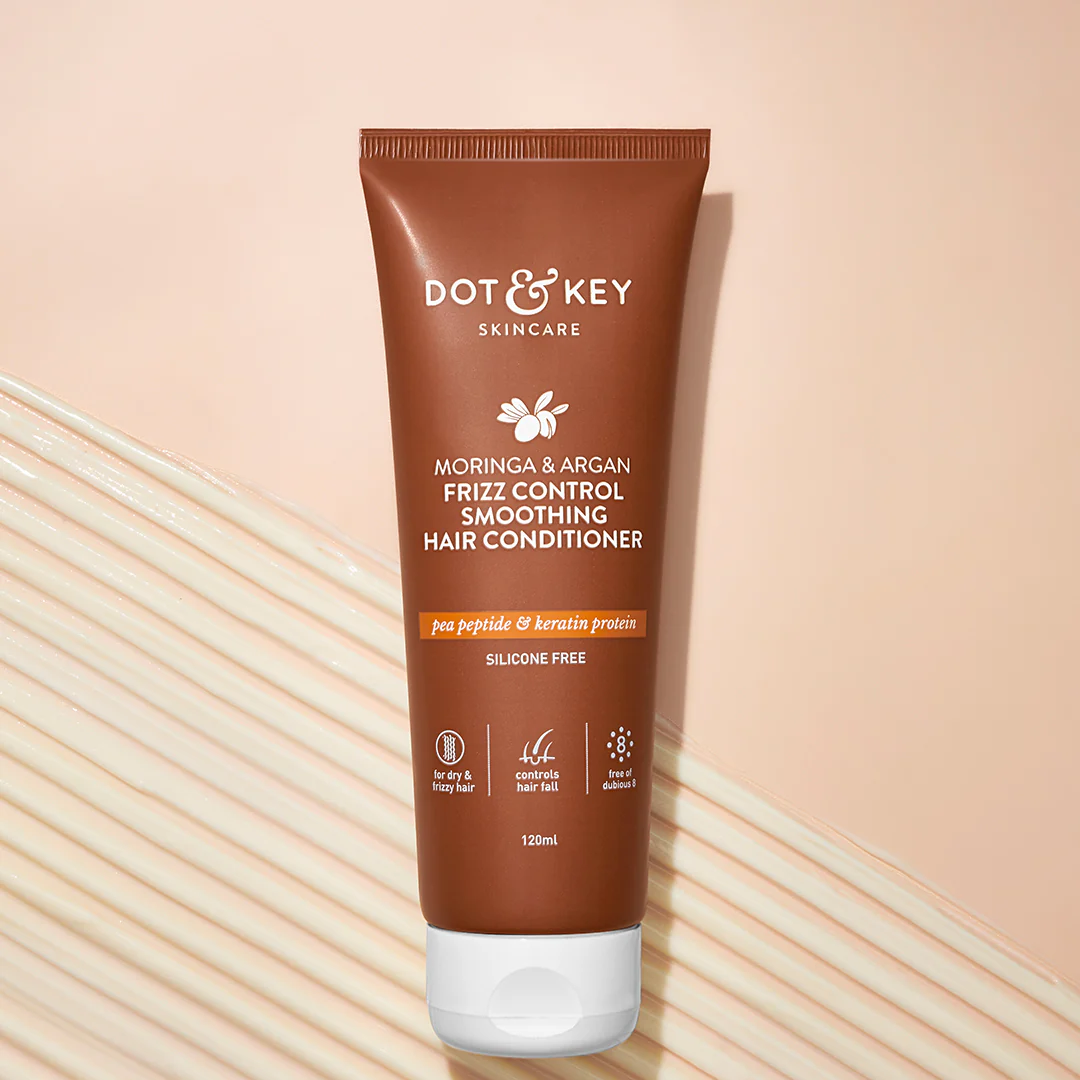 DOT & KEY
SKINCARE
MORINGA & ARGAN
FRIZZ CONTROL
SMOOTHING
HAIR CONDITIONER
pea peptide & keratin protein
SILICONE FREE
for dry &
frizzy hair
controls
hair fall
8
free of
dubious 8
120ml